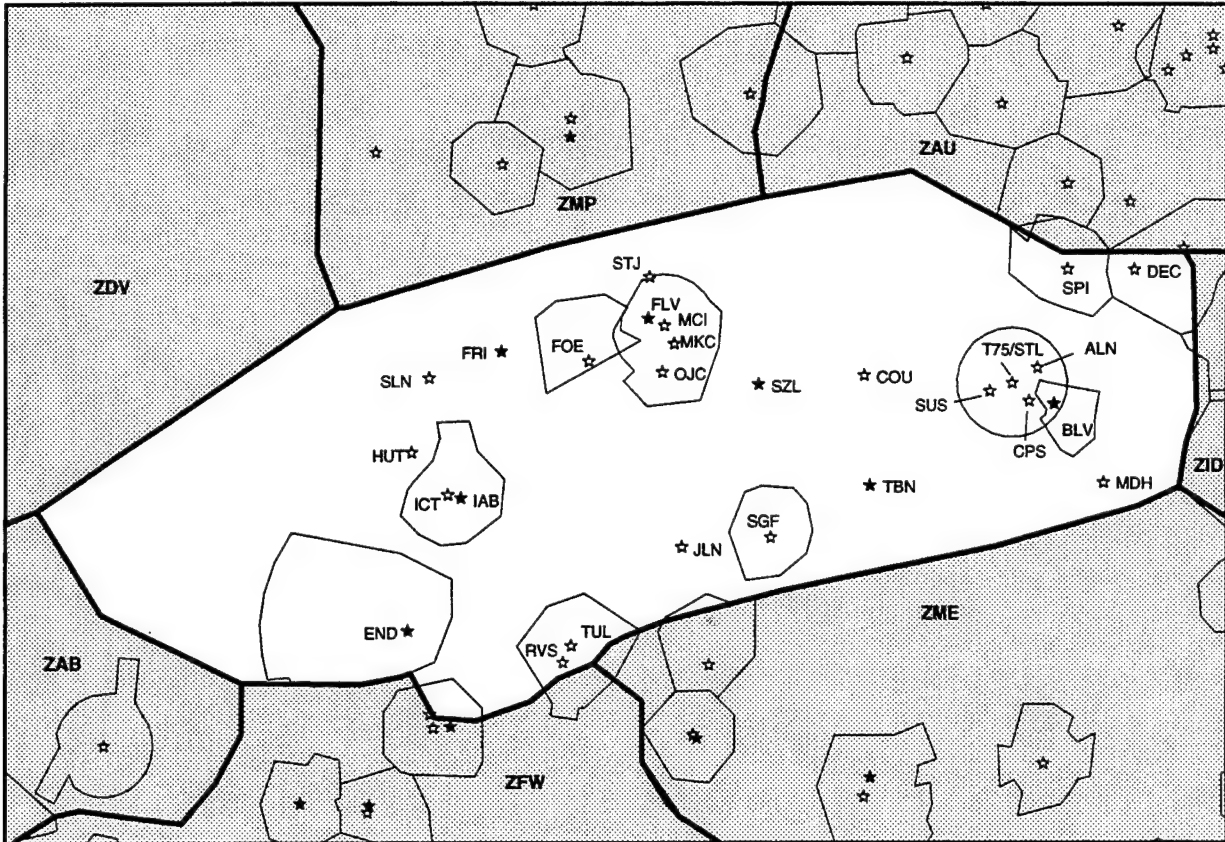 ZAU
ZMP
ZDV
STJ
DEC
SPI
FLV
MCI
MKC
FRI
FOE
T75/STL
ALN
OJC
SLN
SZL
COU
SUS
BLV
CPS
HUT
ZID
ICT
IAB
TBN
MDH
SGF
JLN
ZME
END
TUL
RVS
ZAB
ZFW